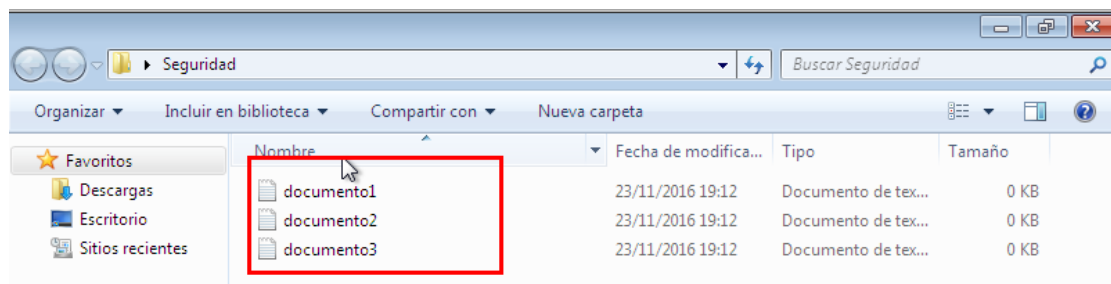 Seguridad Buscar Seguridad
Organizar Incluir en biblioteca Compartir con Nueva carpeta
Favoritos Nombre Fecha de modifica... Tipo Tamaño
Descargas documento1 23/11/2016 19:12 Documento de tex... 0 KB
Escritorio documento2 23/11/2016 19:12 Documento de tex... 0 KB
Sitios recientes documento3 23/11/2016 19:12 Documento de tex... 0 KB